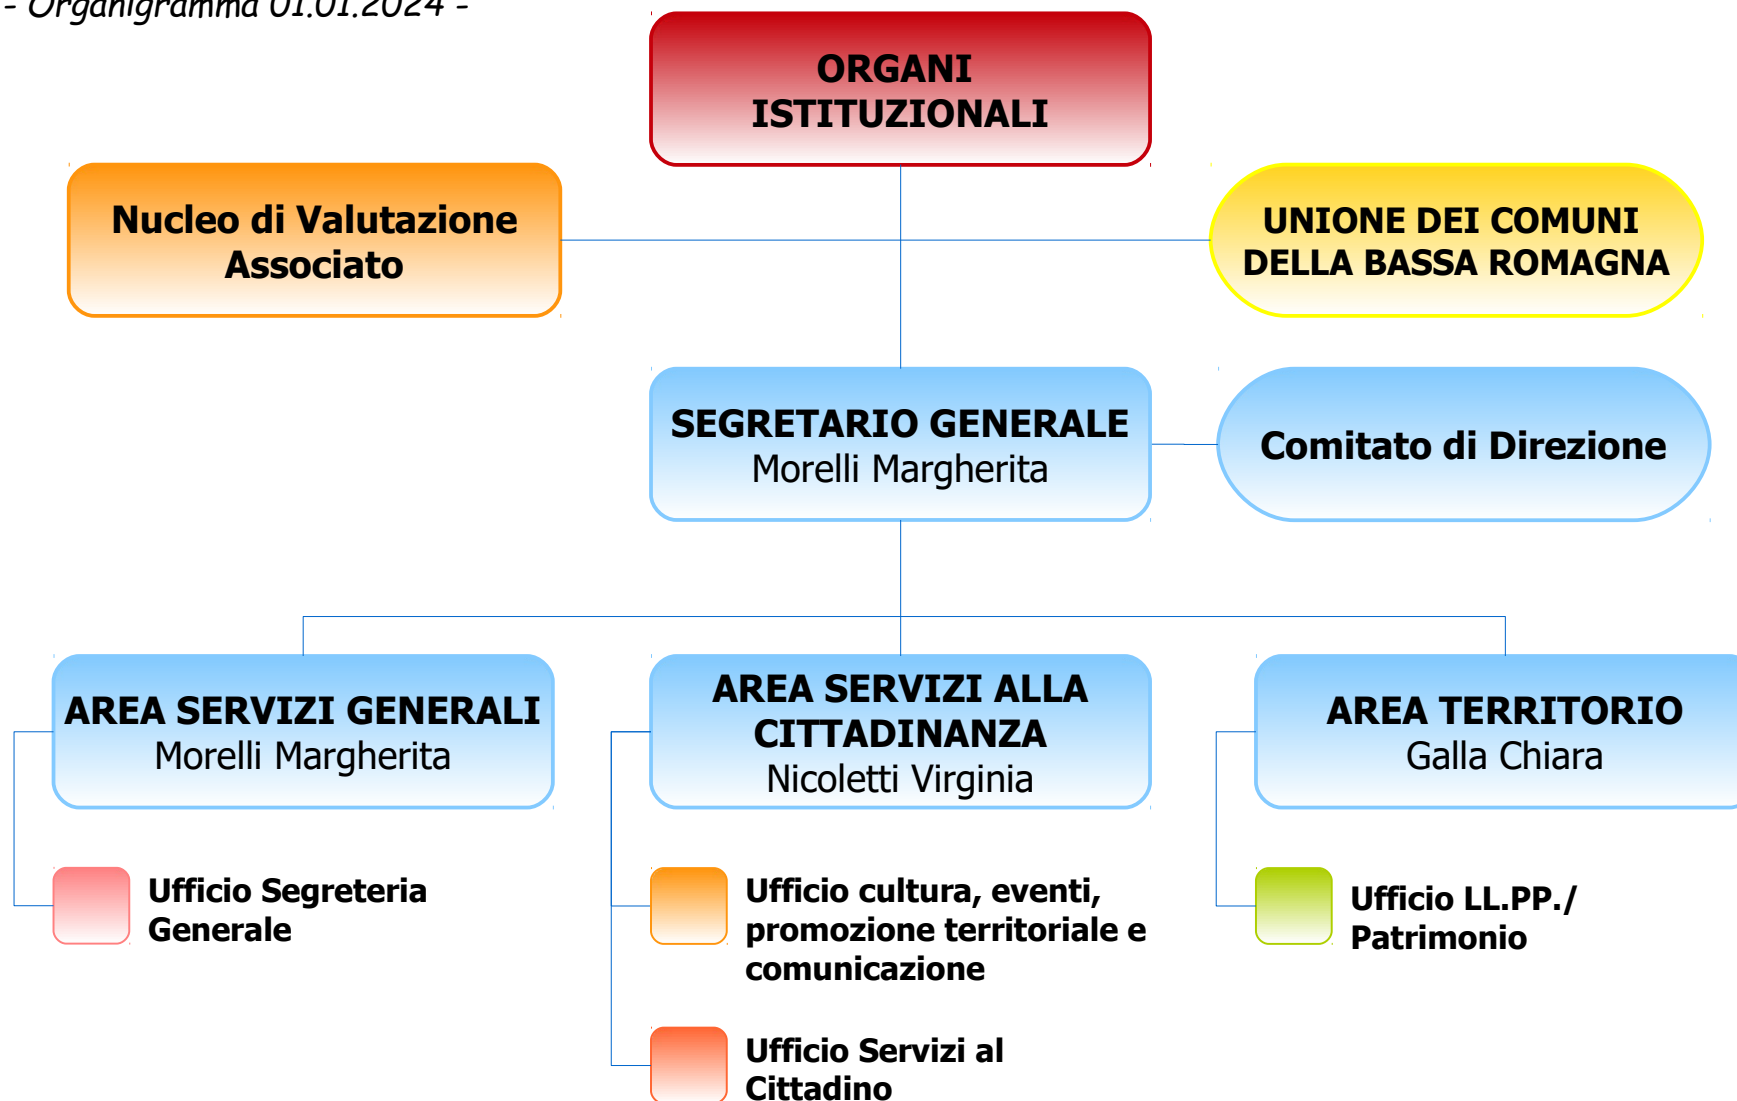 - Organigramma 01.01.2024 -
ORGANI
ISTITUZIONALI
Nucleo di Valutazione
Associato
UNIONE DEI COMUNI
DELLA BASSA ROMAGNA
SEGRETARIO GENERALE
Morelli Margherita
Comitato di Direzione
AREA SERVIZI GENERALI
Morelli Margherita
AREA SERVIZI ALLA
CITTADINANZA
Nicoletti Virginia
AREA TERRITORIO
Galla Chiara
Ufficio Segreteria
Generale
Ufficio cultura, eventi,
promozione territoriale e
comunicazione
Ufficio LL.PP./
Patrimonio
Ufficio Servizi al
Cittadino